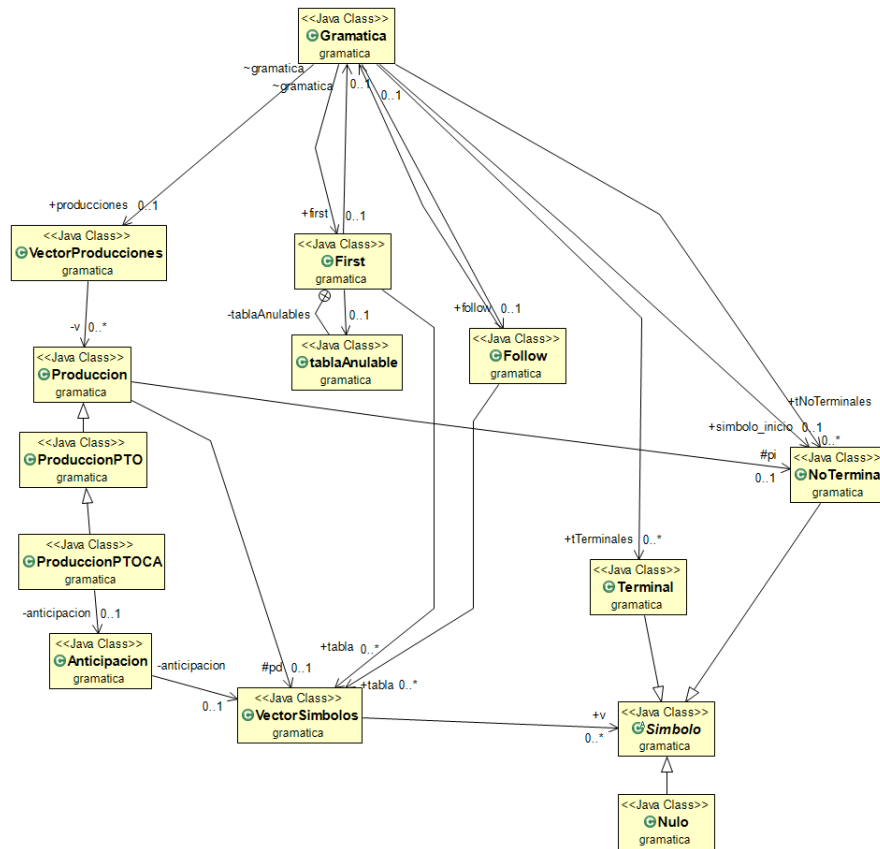 <<Java Class>>
Gramatica
gramatica
~gramatica
~gramatica
0..1
0..1
+producciones 0..1
+first 0..1
<<Java Class>>
VectorProducciones
gramatica
<<Java Class>>
First
gramatica
-v 0..*
-tablaAnulables 0..1
+follow 0..1
<<Java Class>>
Produccion
gramatica
<<Java Class>>
tablaAnulable
gramatica
<<Java Class>>
Follow
gramatica
+tNoTerminales
0..*
+simbolo_inicio 0..1
#pi
0..1
<<Java Class>>
ProduccionPTO
gramatica
<<Java Class>>
NoTermina
gramatica
<<Java Class>>
ProduccionPTOCA
gramatica
+tTerminales 0..*
<<Java Class>>
Terminal
gramatica
-anticipacion 0..1
<<Java Class>>
Anticipacion
gramatica
-anticipacion
0..1
#pd 0..1
+tabla 0..*
+tabla 0..*
<<Java Class>>
VectorSimbolos
gramatica
+v
0..*
<<Java Class>>
Simbolo
gramatica
<<Java Class>>
Nulo
gramatica